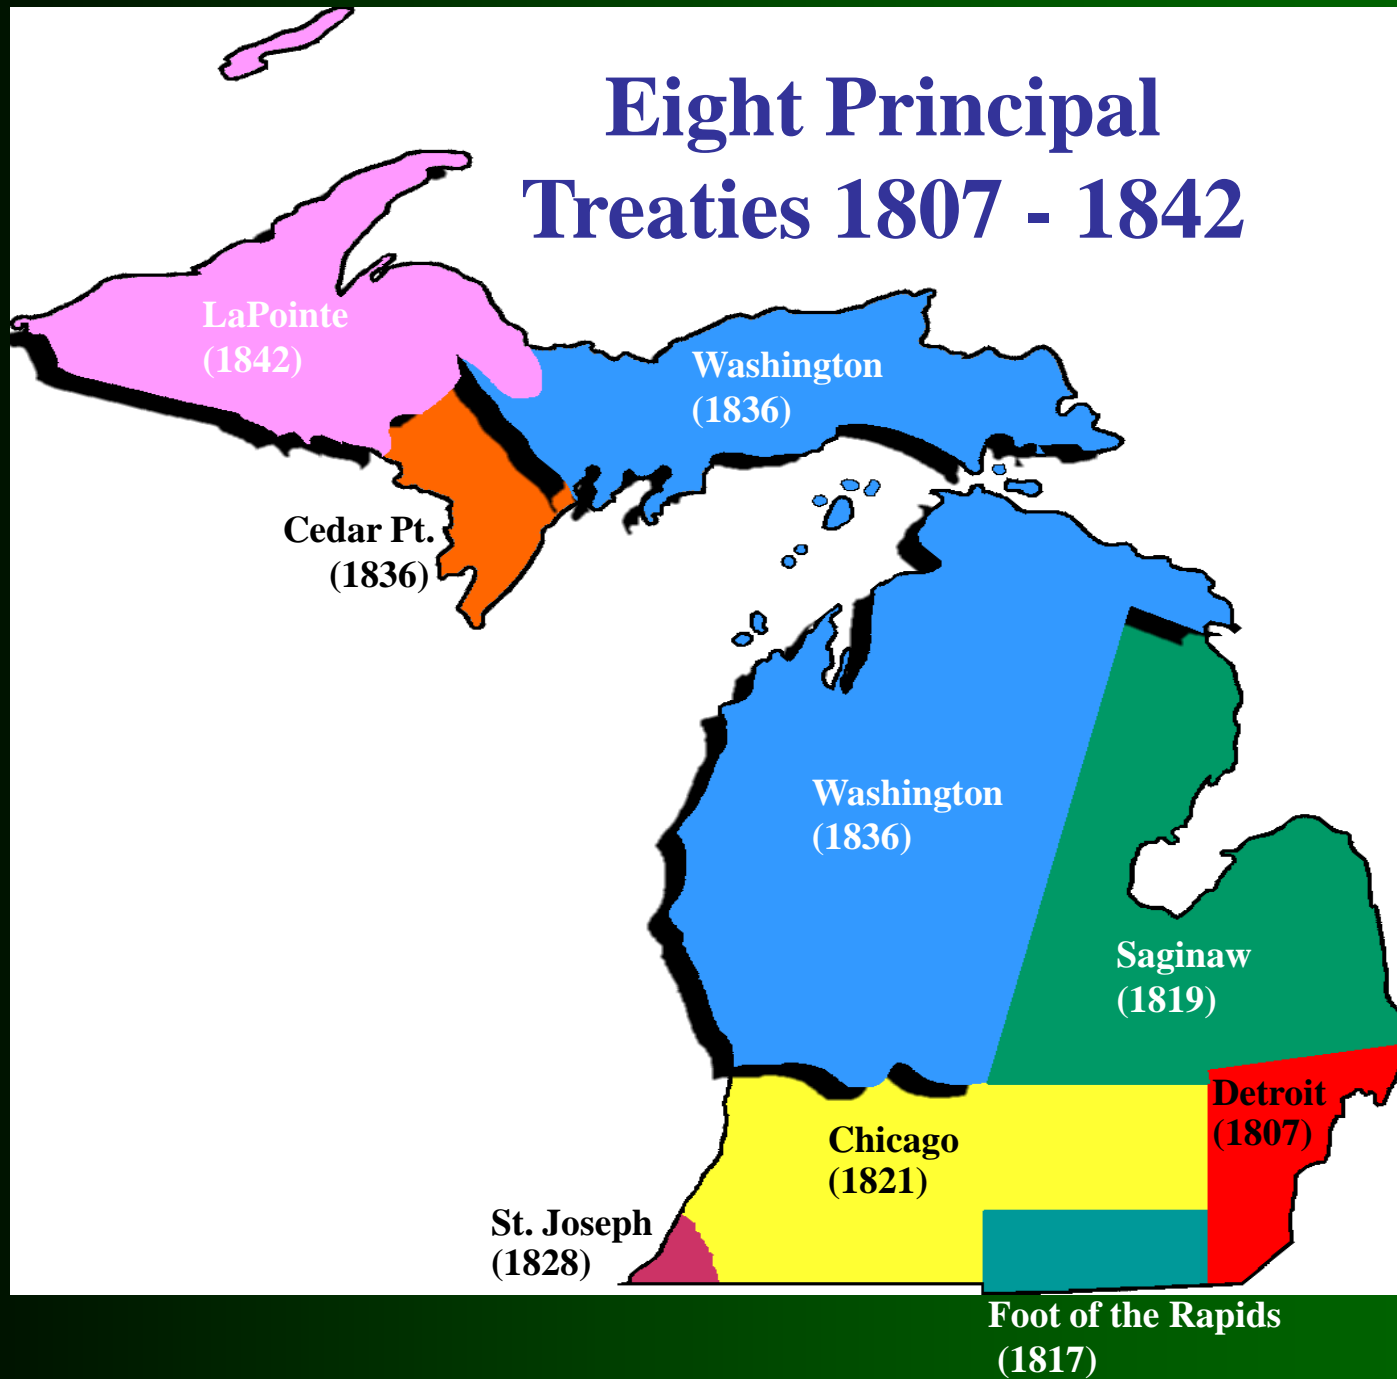 Eight Principal
Treaties 1807 - 1842
LaPointe
(1842)
Washington
(1836)
Cedar Pt.
(1836)
Washington
(1836)
Saginaw
(1819)
Detroit
(1807)
Chicago
(1821)
St. Joseph
(1828)
Foot of the Rapids
(1817)